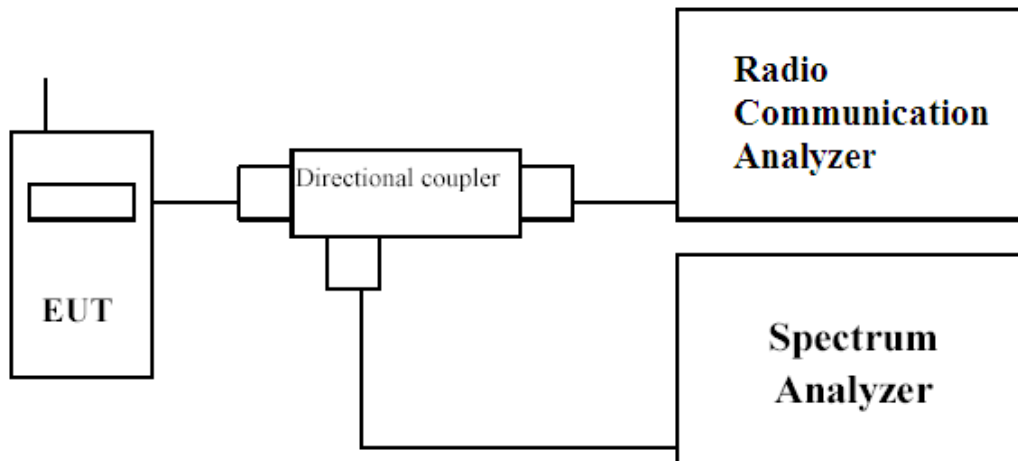 Radio
Communication
Analyzer
Directional coupler
EUT
Spectrum
Analyzer